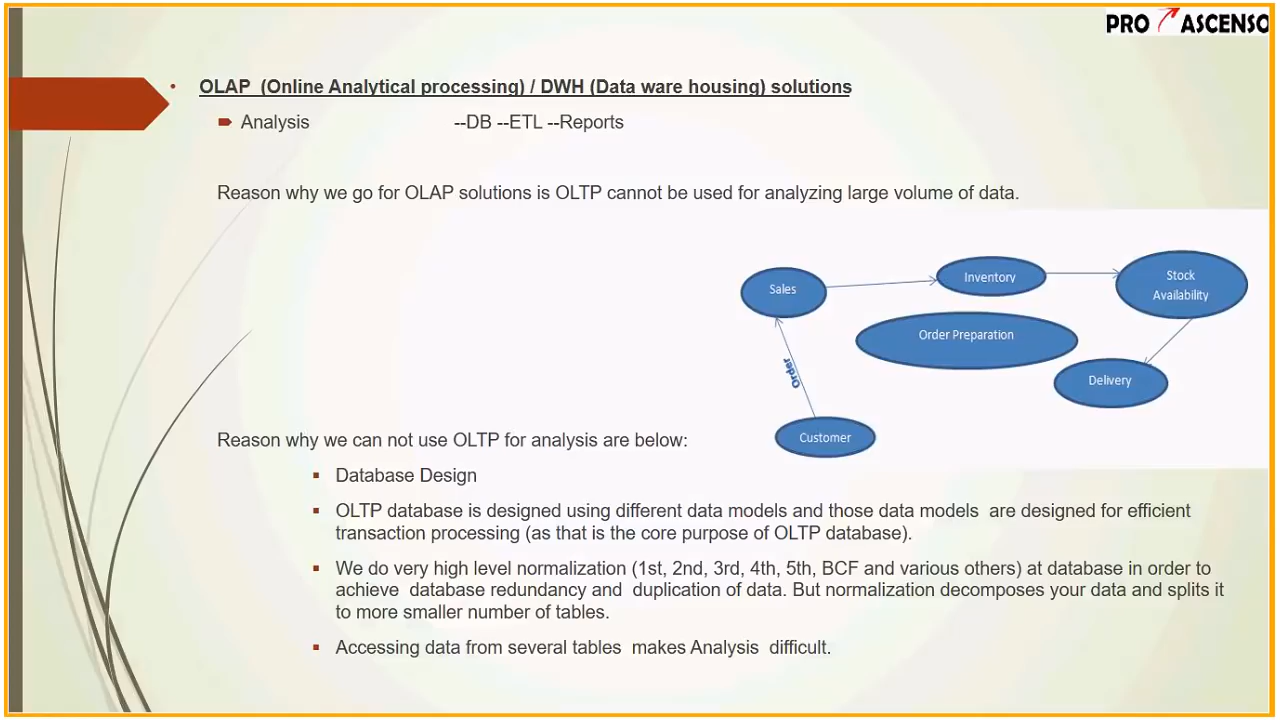 PRO ASCENSO
OLAP (Online Analytical processing) / DWH (Data ware housing) solutions
Analysis --DB --ETL --Reports
Reason why we go for OLAP solutions is OLTP cannot be used for analyzing large volume of data.
Sales
Inventory
Stock
Availability
Order Preparation
Delivery
Order
Customer
Reason why we can not use OLTP for analysis are below:
Database Design
OLTP database is designed using different data models and those data models are designed for efficient
transaction processing (as that is the core purpose of OLTP database).
We do very high level normalization (1st, 2nd, 3rd, 4th, 5th, BCF and various others) at database in order to
achieve database redundancy and duplication of data. But normalization decomposes your data and splits it
to more smaller number of tables.
Accessing data from several tables makes Analysis difficult.